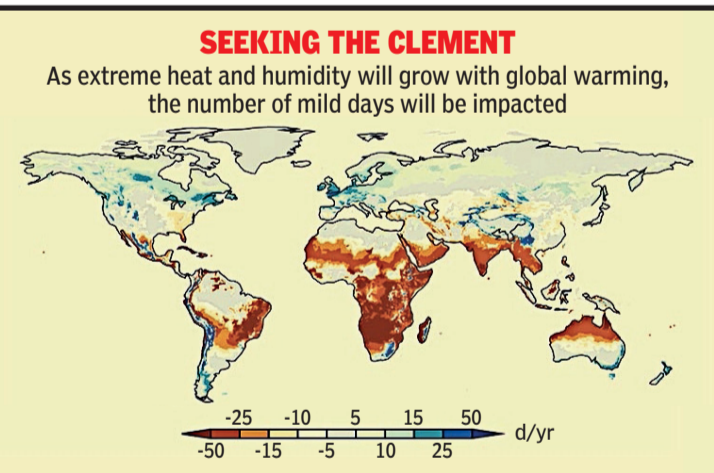 SEEKING THE CLEMENT
As extreme heat and humidity will grow with global warming,
the number of mild days will be impacted
-25 -10 5 15 50
d/yr
-50 -15 -5 10 25